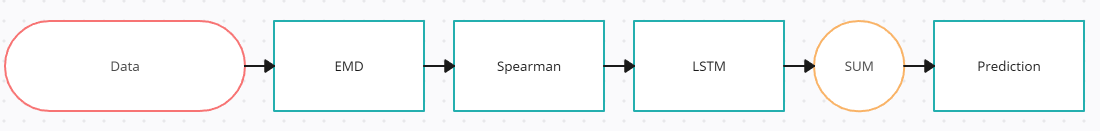 Data
EMD
Spearman
LSTM
SUM
Prediction